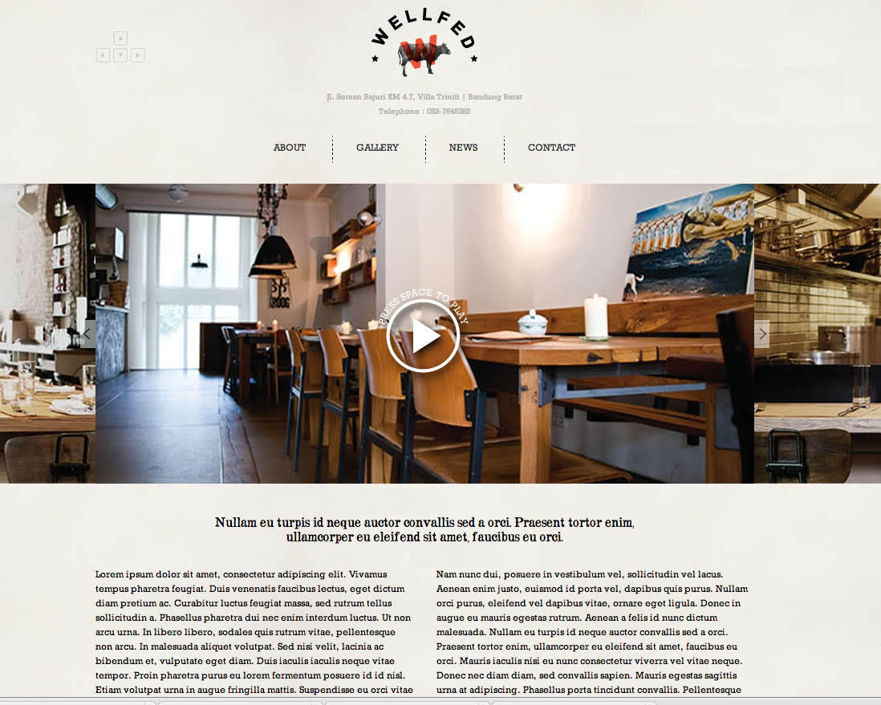 WELLFED
W
Jl. Sersan Bajuri KM 4.7, Villa Triniti | Bandung Barat
Telephone : 022-7648382
ABOUT
GALLERY
NEWS
CONTACT
PRESS SPACE TO PLAY
Nullam eu turpis id neque auctor convallis sed a orci. Praesent tortor enim,
ullamcorper eu eleifend sit amet, faucibus eu orci.
Lorem ipsum dolor sit amet, consectetur adipiscing elit. Vivamus
tempus pharetra feugiat. Duis venenatis faucibus lectus, eget dictum
diam pretium ac. Curabitur luctus feugiat massa, sed rutrum tellus
sollicitudin a. Phasellus pharetra dui nec enim interdum luctus. Ut non
arcu urna. In libero libero, sodales quis rutrum vitae, pellentesque
non arcu. In malesuada aliquet volutpat. Sed nisi velit, lacinia ac
bibendum et, vulputate eget diam. Duis iaculis iaculis neque vitae
tempor. Proin pharetra purus eu lorem fermentum posuere id id nisl.
Etiam volutpat urna in augue fringilla mattis. Suspendisse eu orci vitae
Nam nunc dui, posuere in vestibulum vel, sollicitudin vel lacus.
Aenean enim justo, euismod id porta vel, dapibus quis purus. Nullam
orci purus, eleifend vel dapibus vitae, ornare eget ligula. Donec in
augue eu mauris egestas rutrum. Aenean a felis id nunc dictum
malesuada. Nullam eu turpis id neque auctor convallis sed a orci.
Praesent tortor enim, ullamcorper eu eleifend sit amet, faucibus eu
orci. Mauris iaculis nisi eu nunc consectetur viverra vel vitae neque.
Donec nec diam diam, sed convallis sapien. Mauris egestas sagittis
urna at adipiscing. Phasellus porta tincidunt convallis. Pellentesque